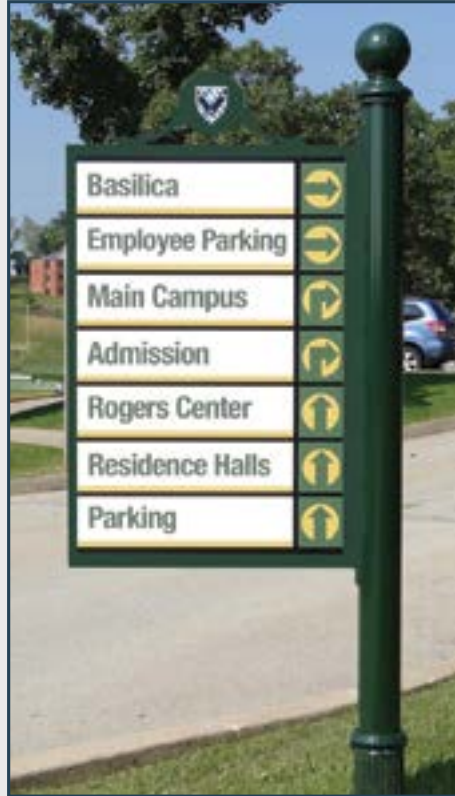 Basilica
Employee Parking
Main Campus
Admission
Rogers Center
Residence Halls
Parking